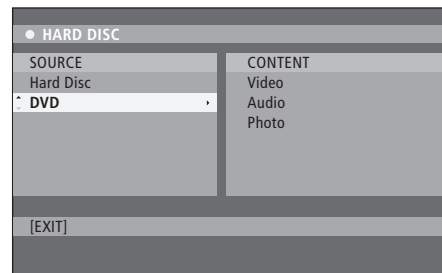 HARD DISC
SOURCE
Hard Disc
DVD
CONTENT
Video
Audio
Photo
[EXIT]